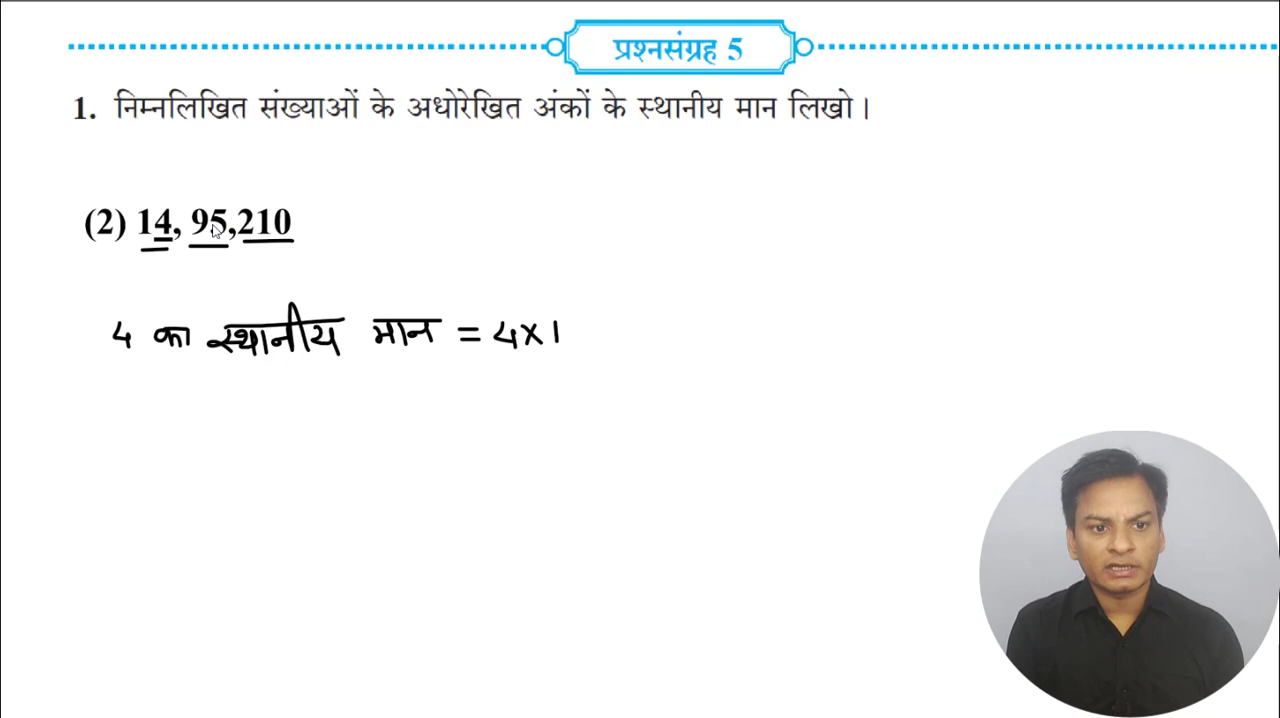 प्रश्नसंग्रह 5
1. निम्नलिखित संख्याओं के अधोरेखित अंकों के स्थानीय मान लिखो।
(2) 14, 95,210
4 का स्थानीय मान = 4×1